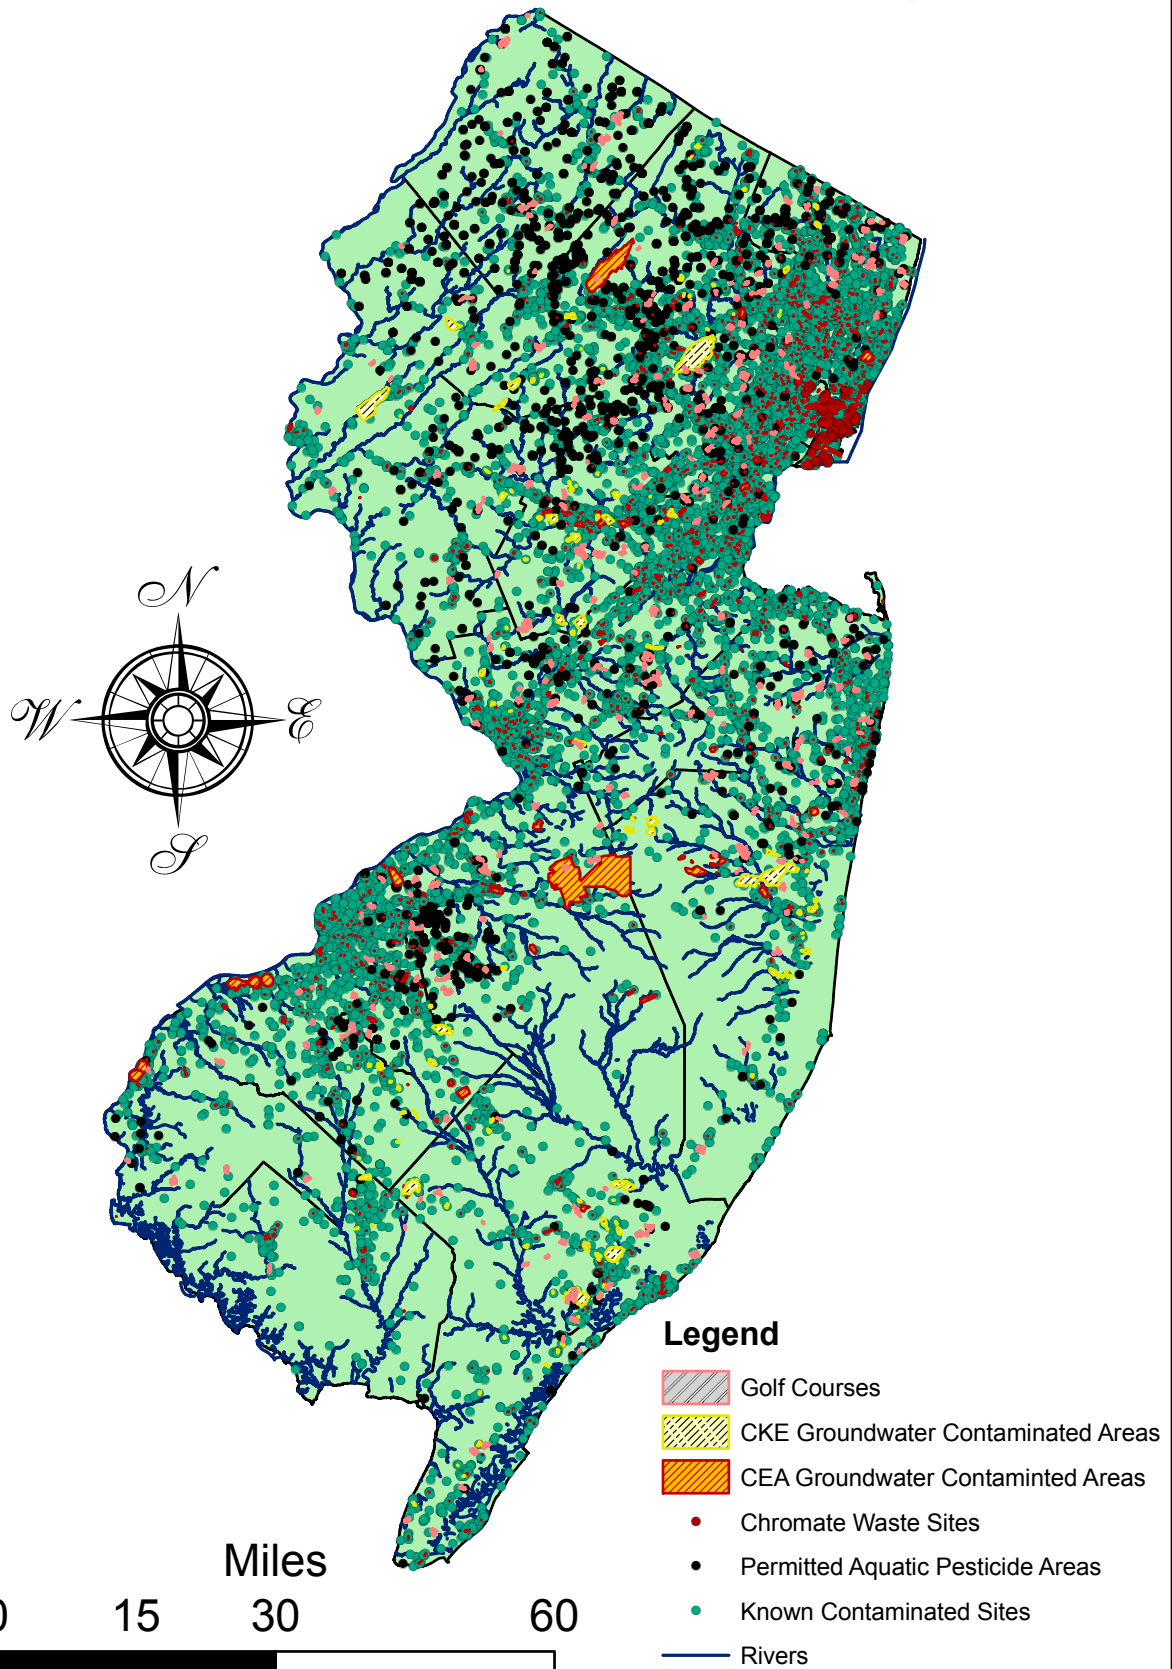 N
W
E
S
Legend
Golf Courses
CKE Groundwater Contaminated Areas
CEA Groundwater Contaminted Areas
Chromate Waste Sites
Permitted Aquatic Pesticide Areas
Known Contaminated Sites
Rivers
Miles
0 15 30 60